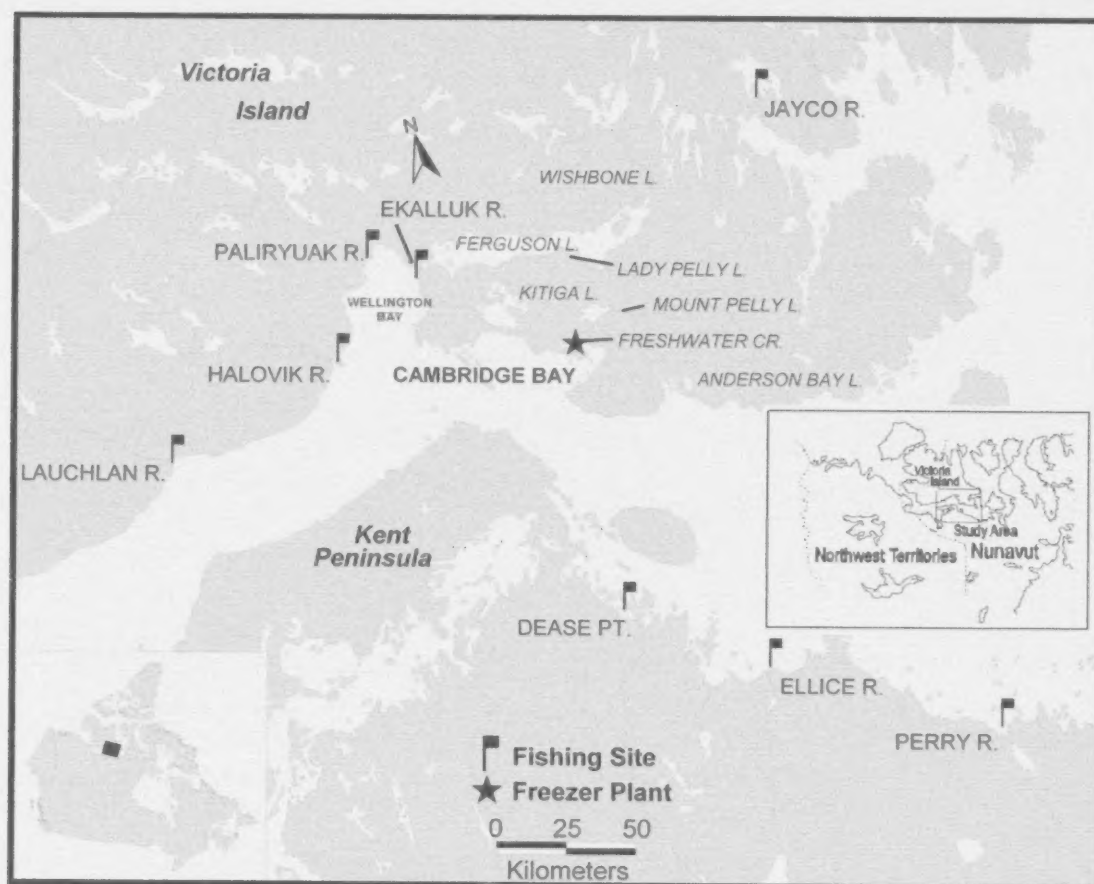 Victoria
Island
JAYCO R.
N
WISHBONE L.
EKALLUK R.
PALIRYUAK R.
FERGUSON L.
LADY PELLY L.
KITIGA L.
MOUNT PELLY L.
WELLINGTON
BAY
FRESHWATER CR.
HALOVIK R.
CAMBRIDGE BAY
ANDERSON BAY L.
LAUCHLAN R.
Victoria
Island
Study Area
Northwest Territories
Nunavut
Kent
Peninsula
DEASE PT.
ELLICE R.
PERRY R.
Fishing Site
Freezer Plant
0 25 50
Kilometers